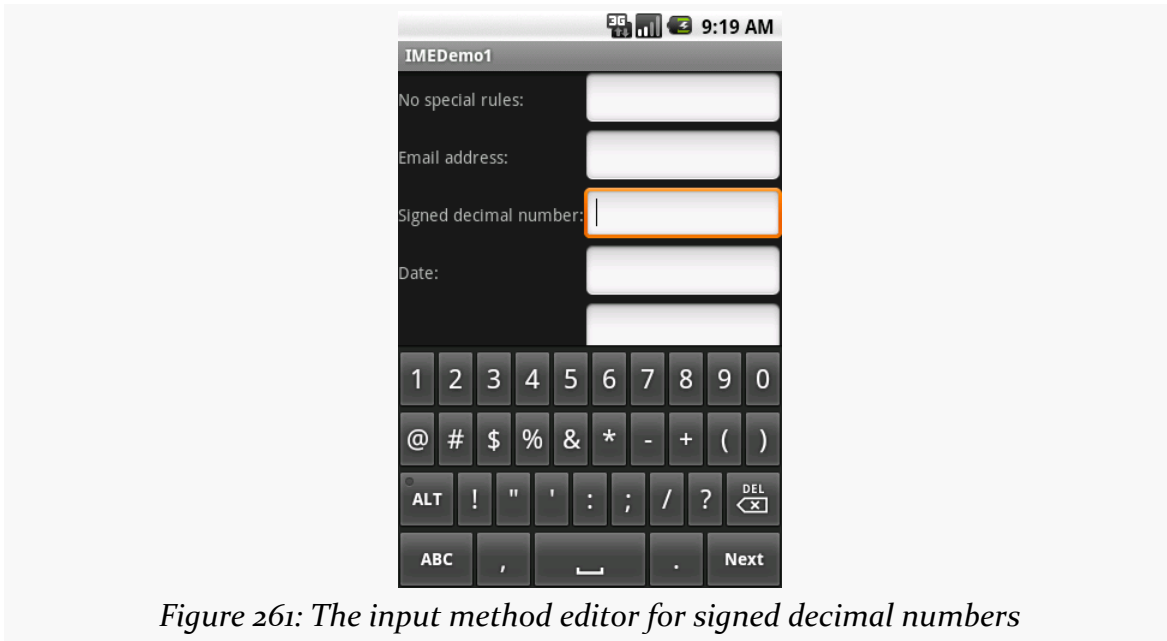 3G 9:19 AM
IMEDemo1
No special rules:
Email address:
Signed decimal number:
Date:
1 2 3 4 5 6 7 8 9 0
@ # $ % & * - + ( )
ALT ! " ' : ; / ? DEL
ABC , . Next
Figure 261: The input method editor for signed decimal numbers